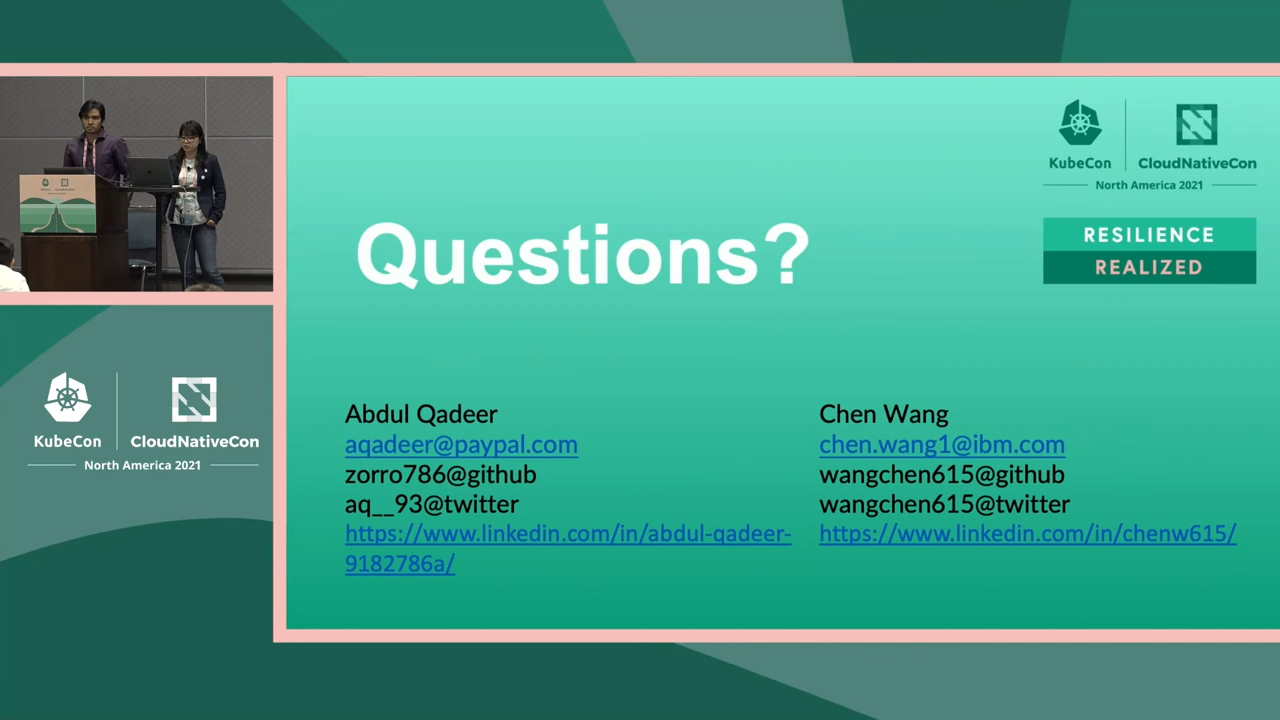 KubeCon
CloudNativeCon
North America 2021
RESILIENCE
REALIZED
Questions?
Abdul Qadeer
aqadeer@paypal.com
zorro786@github
aq__93@twitter
https://www.linkedin.com/in/abdul-qadeer-
9182786a/
Chen Wang
chen.wang1@ibm.com
wangchen615@github
wangchen615@twitter
https://www.linkedin.com/in/chenw615/
KubeCon
CloudNativeCon
North America 2021